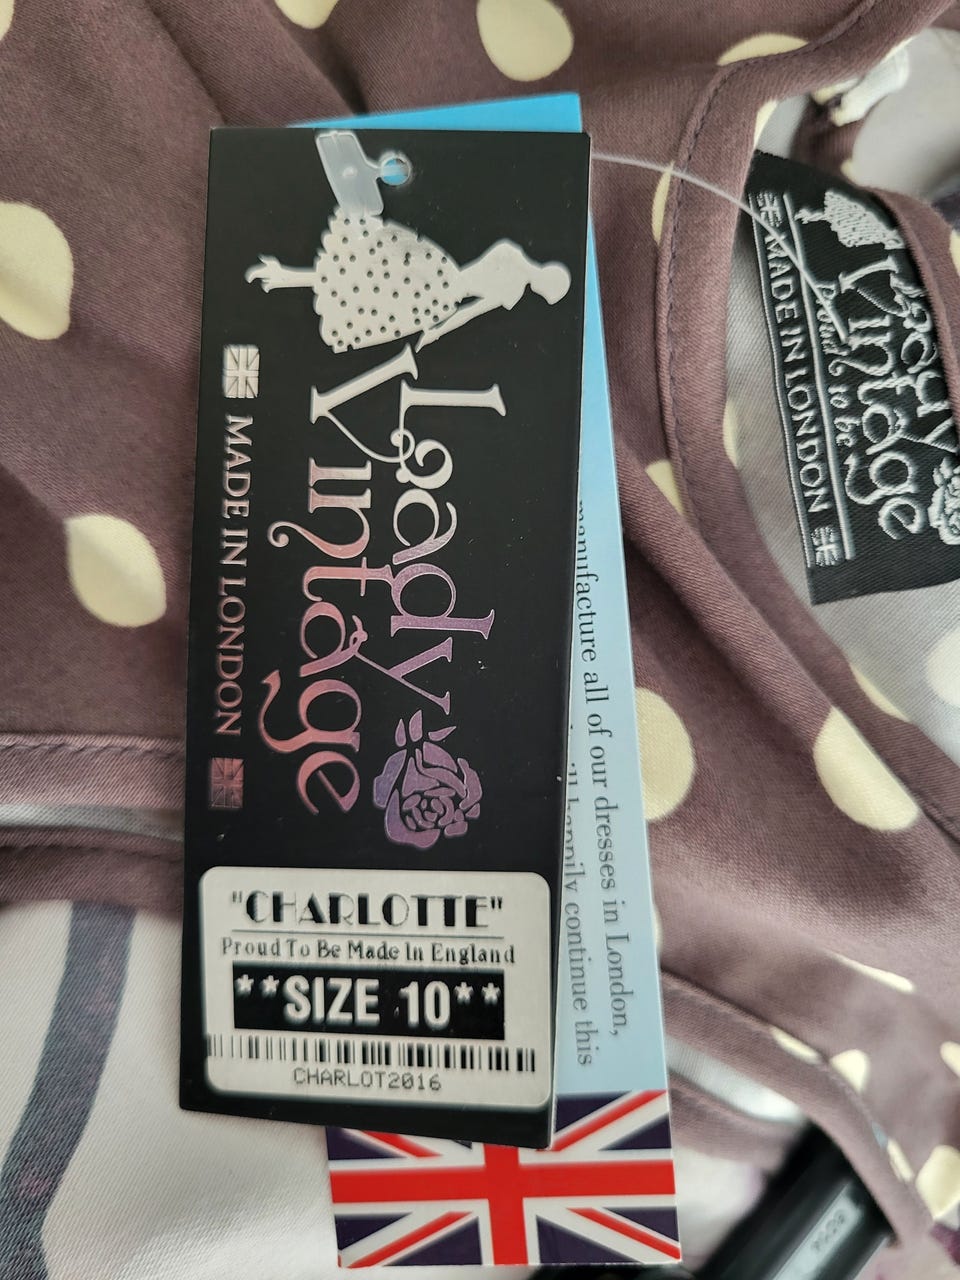 Lady
Vintage
MADE IN LONDON
"CHARLOTTE"
Proud To Be Made In England
**SIZE 10**
CHARLOT2016
manufacture all of our dresses in London,
happily continue this
Lady
Vintage
Proud to be
MADE IN LONDON